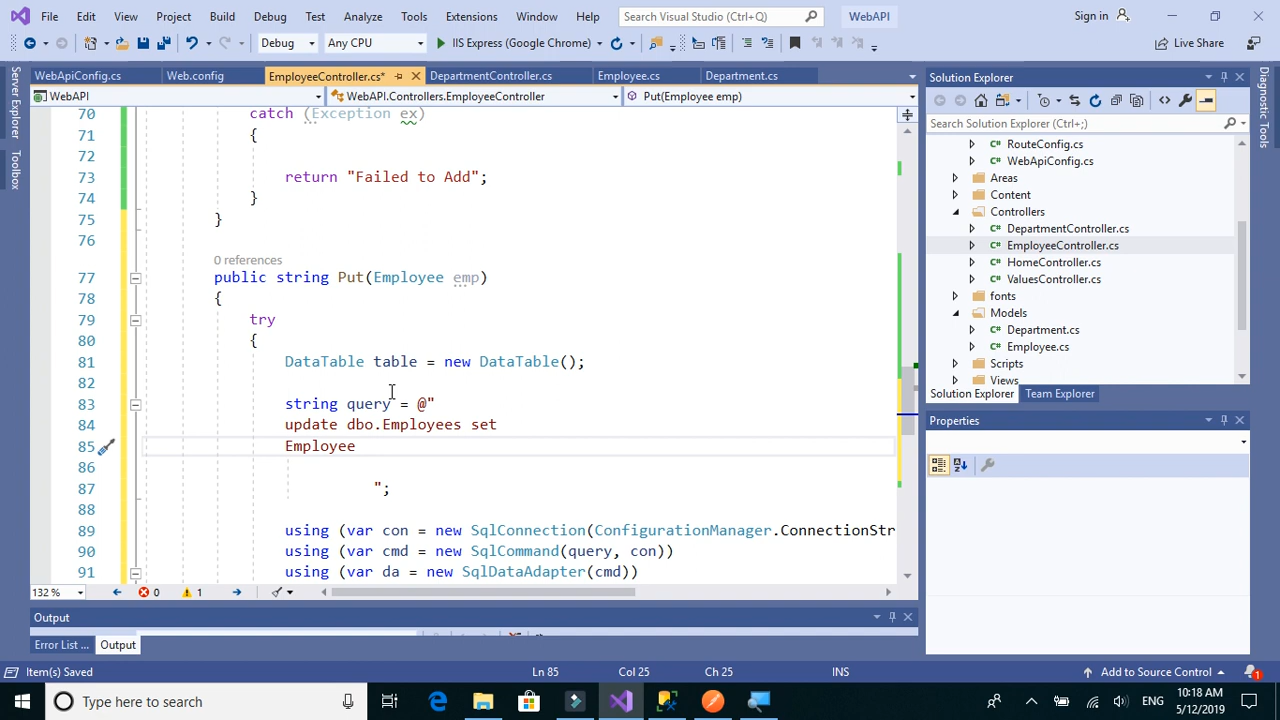 File Edit View Project Build Debug Test Analyze Tools Extensions Window Help Search Visual Studio (Ctrl+Q) WebAPI Sign in
Debug Any CPU IIS Express (Google Chrome) Live Share
Server Explorer
Toolbox
WebApiConfig.cs Web.config EmployeeController.cs* DepartmentController.cs Employee.cs Department.cs
WebAPI WebAPI.Controllers.EmployeeController Put(Employee emp)
70 catch (Exception ex)
71 {
72
73 return "Failed to Add";
74 }
75 }
76
0 references
77 public string Put(Employee emp)
78 {
79 try
80 {
81 DataTable table = new DataTable();
82
83 string query = @"
84 update dbo.Employees set
85 Employee
86
87 ";
88
89 using (var con = new SqlConnection(ConfigurationManager.ConnectionStr
90 using (var cmd = new SqlCommand(query, con))
91 using (var da = new SqlDataAdapter(cmd))
132 % 0 1
Output
Error List ... Output
Solution Explorer
Search Solution Explorer (Ctrl+;)
RouteConfig.cs
WebApiConfig.cs
Areas
Content
Controllers
DepartmentController.cs
EmployeeController.cs
HomeController.cs
ValuesController.cs
fonts
Models
Department.cs
Employee.cs
Scripts
Views
Solution Explorer Team Explorer
Properties
Diagnostic Tools
Item(s) Saved Ln 85 Col 25 Ch 25 INS Add to Source Control 1
Type here to search ENG 10:18 AM
5/12/2019